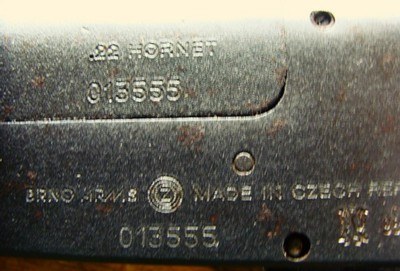 .22 HORNET
013555
BRNO ARMS Z MADE IN CZECH REP
013555